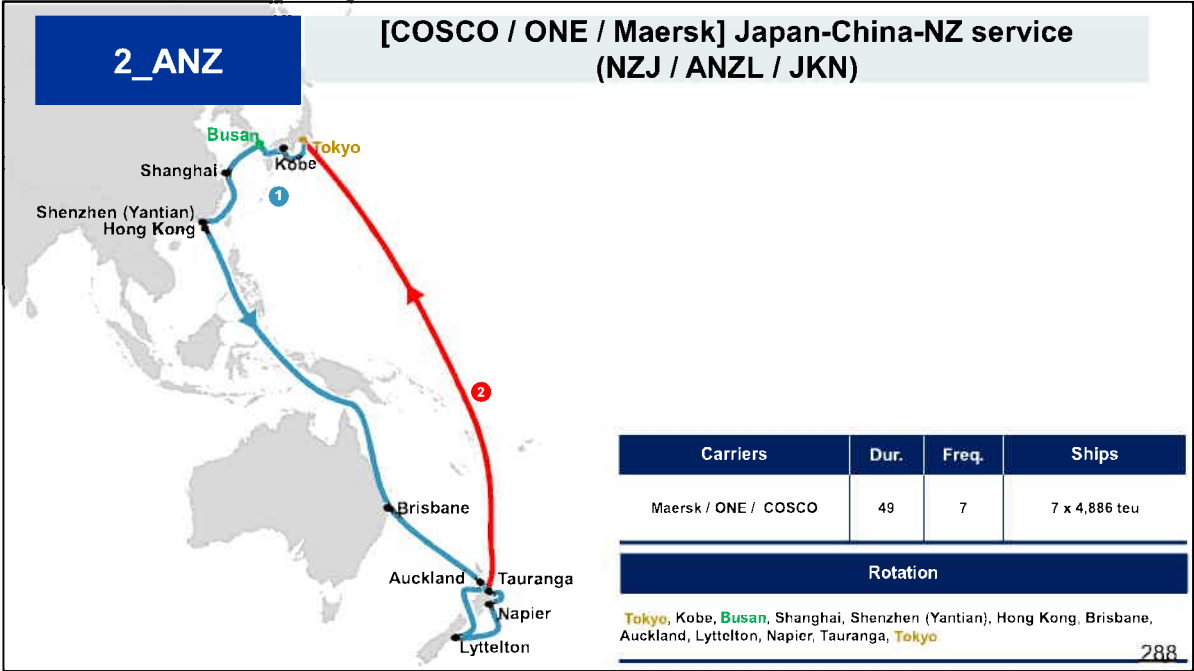 2_ANZ
[COSCO / ONE / Maersk] Japan-China-NZ service
(NZJ / ANZL / JKN)
Busan
Tokyo
Kobe
Shanghai
1
Shenzhen (Yantian)
Hong Kong
2
Brisbane
Auckland
Tauranga
Napier
Lyttelton
Carriers Dur. Freq. Ships
Maersk / ONE / COSCO 49 7 7 x 4,886 teu
Rotation
Tokyo, Kobe, Busan, Shanghai, Shenzhen (Yantian), Hong Kong, Brisbane,
Auckland, Lyttelton, Napier, Tauranga, Tokyo
288